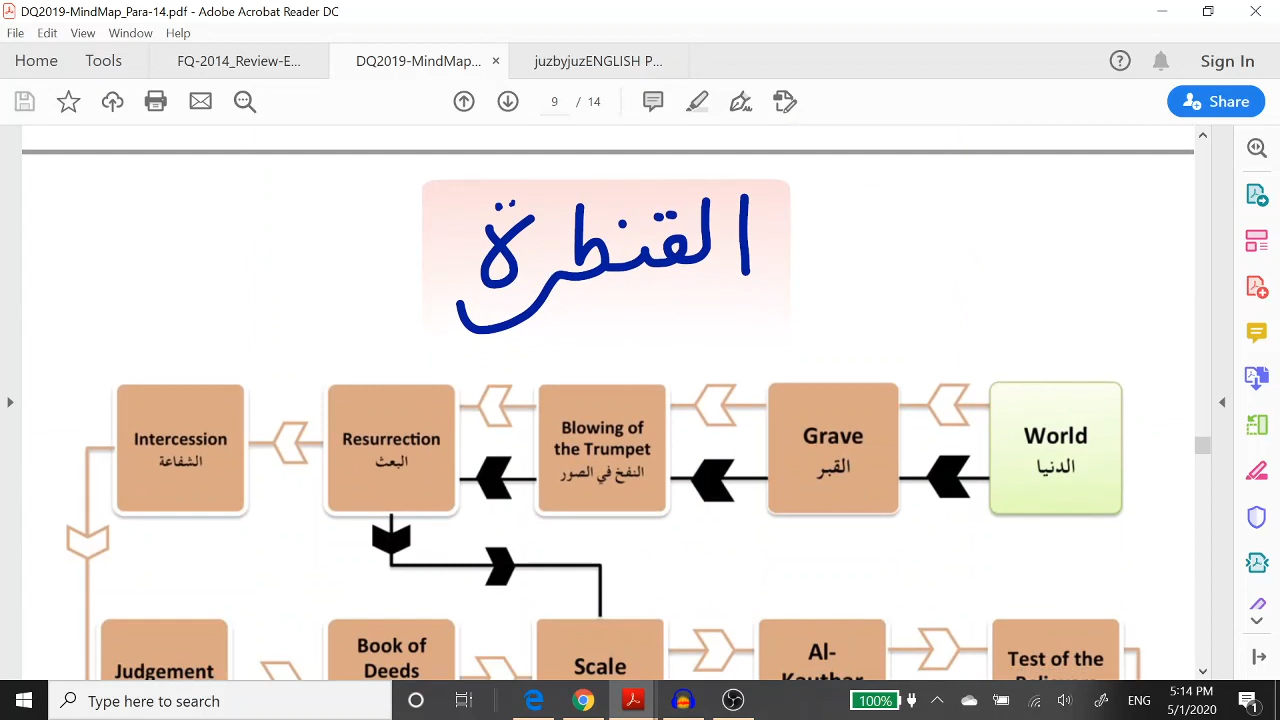 DQ2019-MindMap_Para-14.pdf - Adobe Acrobat Reader DC
File Edit View Window Help
Home Tools FQ-2014_Review-E... DQ2019-MindMap... × juzbyjuzENGLISH P... Sign In
9 / 14 Share
القنطرة
Intercession
الشفاعة
Resurrection
البعث
Blowing of
the Trumpet
النفخ في الصور
Grave
القبر
World
الدنيا
Judgement
Book of
Deeds
Scale
Al-
Kauthar
Test of the
Type here to search
100%
ENG
5:14 PM
5/1/2020
1